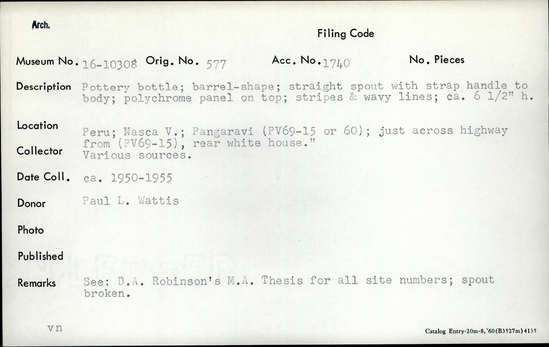 Arch.
Filing Code
Museum No. 16-10308 Orig. No. 577 Acc. No. 1740 No. Pieces
Description Pottery bottle; barrel-shape; straight spout with strap handle to
body; polychrome panel on top; stripes & wavy lines; ca. 6 1/2" h.
Location Peru; Nasca V.; Pangaravi (PV69-15 or 60); just across highway
from (PV69-15), rear white house."
Collector Various sources.
Date Coll. ca. 1950-1955
Donor Paul L. Wattis
Photo
Published
Remarks See: D.A. Robinson's M.A. Thesis for all site numbers; spout
broken.
vn
Catalog Entry-20m-8,'60(B3527m)4159